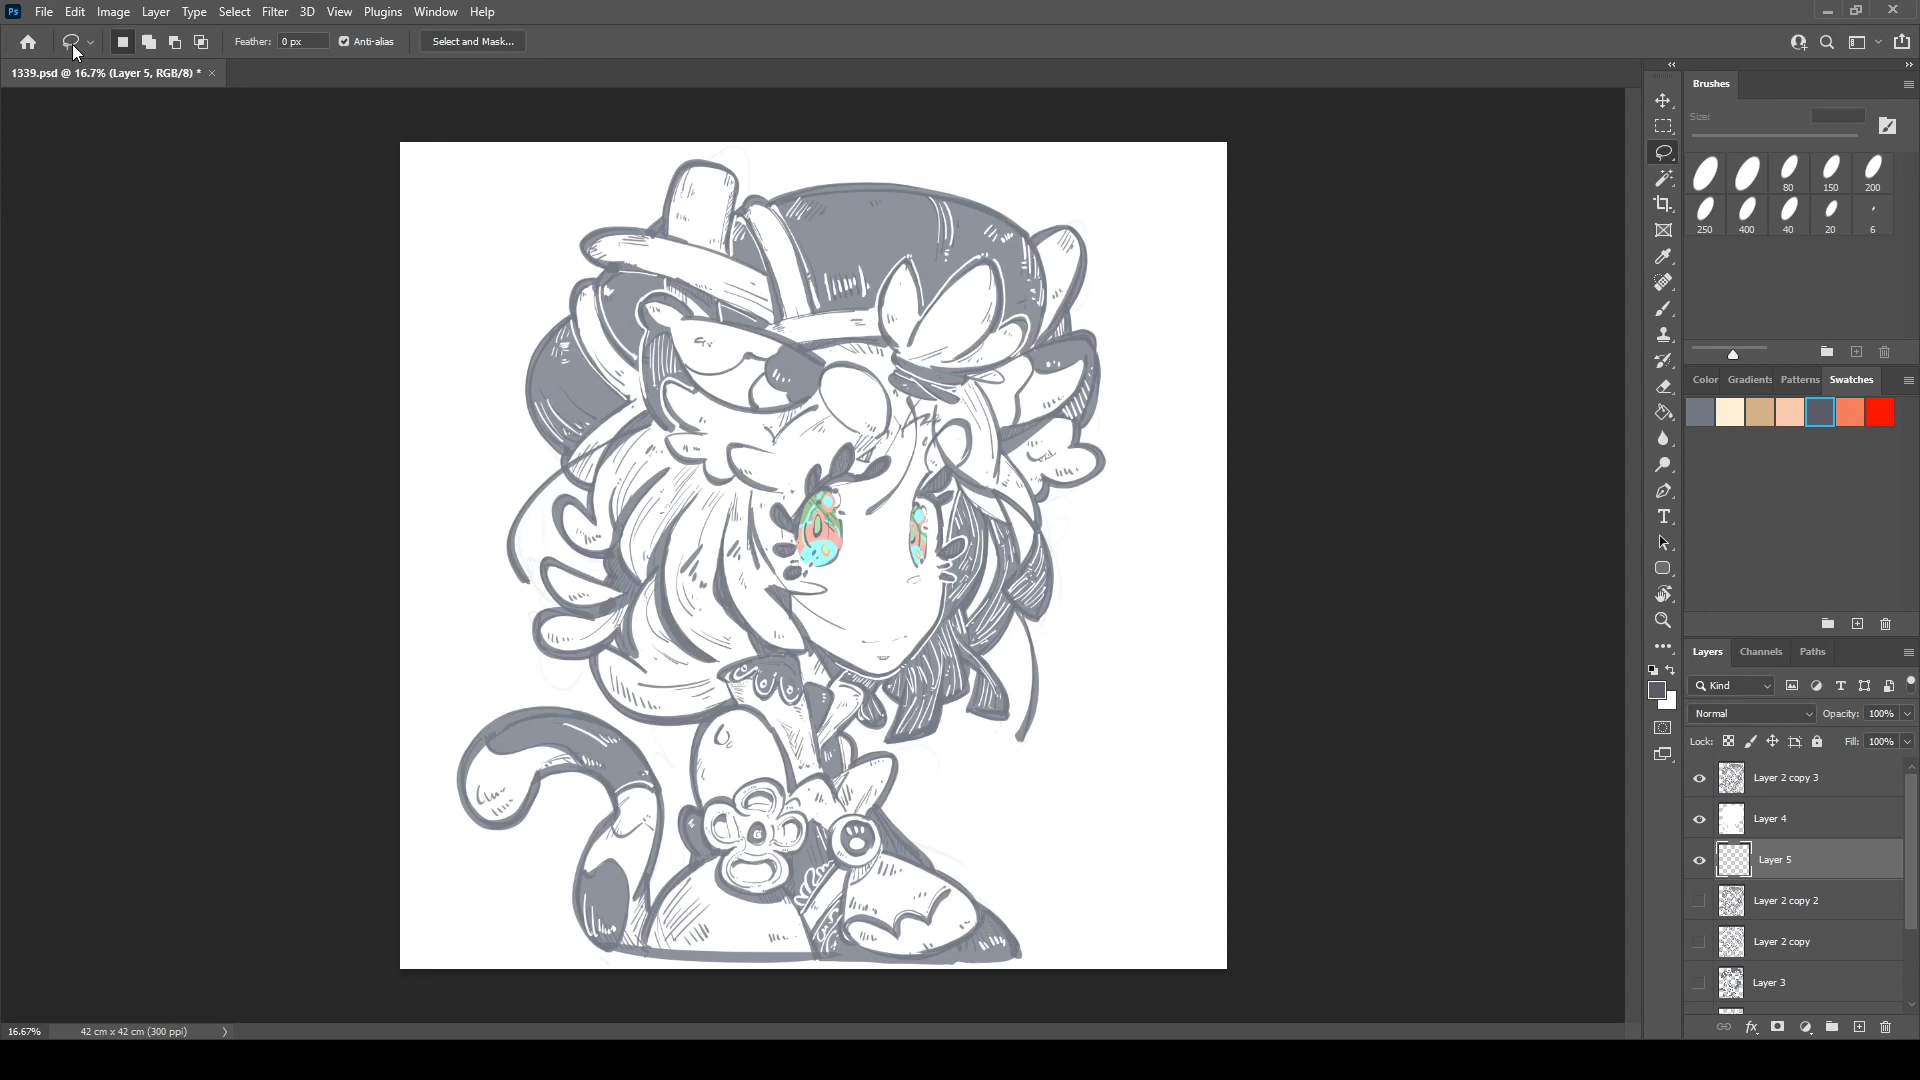 Ps File Edit Image Layer Type Select Filter 3D View Plugins Window Help
Feather: 0 px Anti-alias Select and Mask...
1339.psd @ 16.7% (Layer 5, RGB/8) *
Brushes
Size:
80 150 200
250 400 40 20 6
Color Gradients Patterns Swatches
G
Layers Channels Paths
Kind
Normal Opacity: 100%
Lock: Fill: 100%
Layer 2 copy 3
Layer 4
Layer 5
Layer 2 copy 2
Layer 2 copy
Layer 3
16.67% 42 cm x 42 cm (300 ppi)